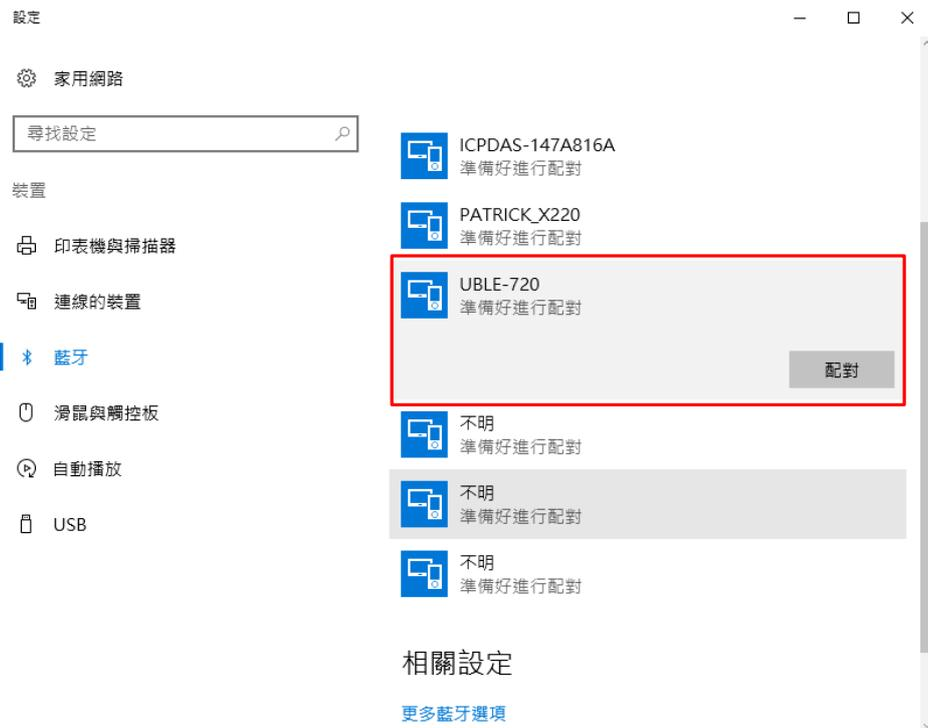 設定
家用網路
尋找設定
裝置
印表機與掃描器
連線的裝置
藍牙
滑鼠與觸控板
自動播放
USB
ICPDAS-147A816A
準備好進行配對
PATRICK_X220
準備好進行配對
UBLE-720
準備好進行配對
配對
不明
準備好進行配對
不明
準備好進行配對
不明
準備好進行配對
相關設定
更多藍牙選項